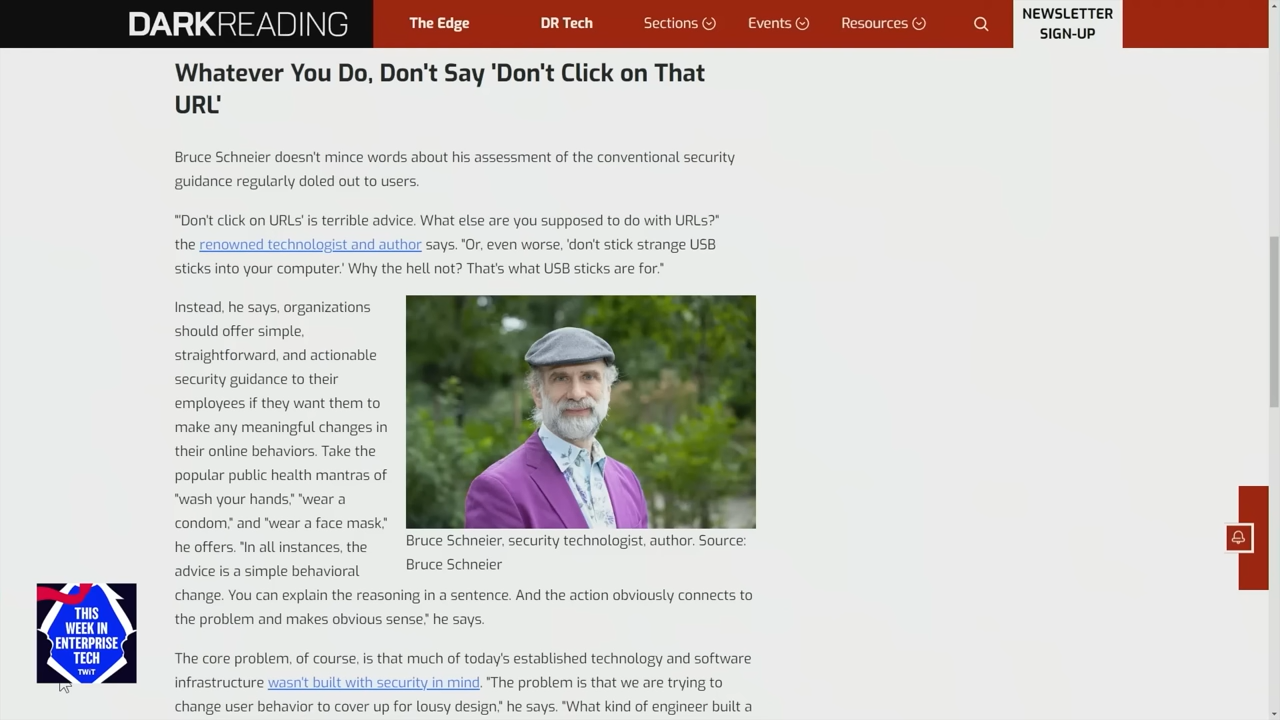 DARKREADING
The Edge
DR Tech
Sections
Events
Resources
NEWSLETTER
SIGN-UP
Whatever You Do, Don't Say 'Don't Click on That
URL'
Bruce Schneier doesn't mince words about his assessment of the conventional security
guidance regularly doled out to users.
"'Don't click on URLs' is terrible advice. What else are you supposed to do with URLs?"
the renowned technologist and author says. "Or, even worse, 'don't stick strange USB
sticks into your computer.' Why the hell not? That's what USB sticks are for."
Instead, he says, organizations
should offer simple,
straightforward, and actionable
security guidance to their
employees if they want them to
make any meaningful changes in
their online behaviors. Take the
popular public health mantras of
"wash your hands," "wear a
condom," and "wear a face mask,"
he offers. "In all instances, the
advice is a simple behavioral
Bruce Schneier, security technologist, author. Source:
Bruce Schneier
change. You can explain the reasoning in a sentence. And the action obviously connects to
the problem and makes obvious sense," he says.
The core problem, of course, is that much of today's established technology and software
infrastructure wasn't built with security in mind. "The problem is that we are trying to
change user behavior to cover up for lousy design," he says. "What kind of engineer built a
THIS
WEEK IN
ENTERPRISE
TECH
TWiT